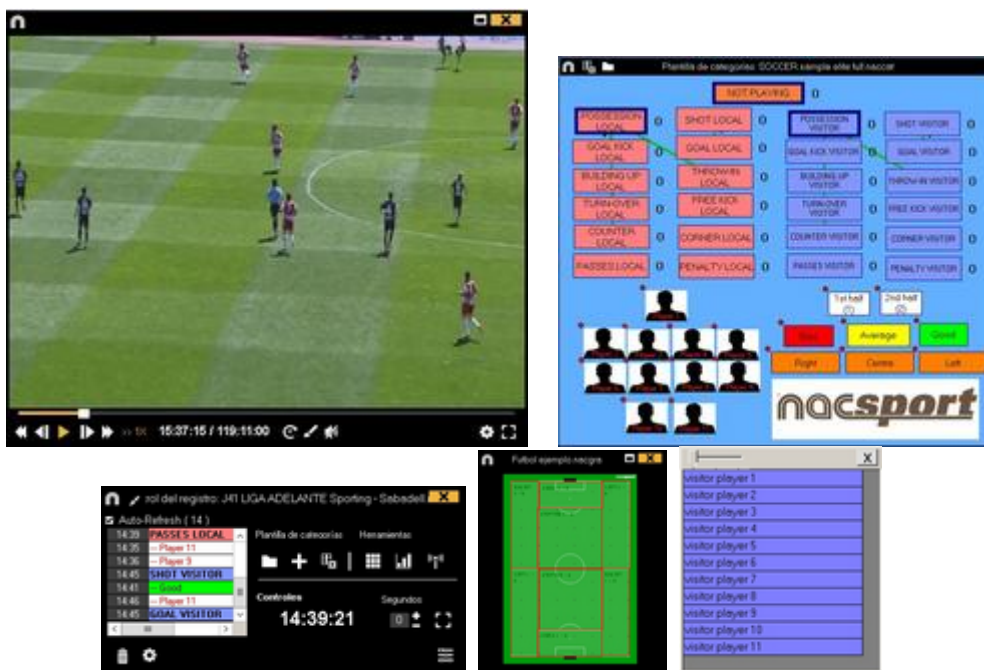 X
>> 1X 15:37:15 / 119:11:00
Plantilla de categorías: SOCCER sample elite full.naccor
NOT PLAYING 0
POSSESSION LOCAL 0
SHOT LOCAL 0
POSSESSION VISITOR 0
SHOT VISITOR 0
GOAL KICK LOCAL 0
GOAL LOCAL 0
GOAL KICK VISITOR 0
GOAL VISITOR 0
BUILDING UP LOCAL 0
THROW-IN LOCAL 0
BUILDING UP VISITOR 0
THROW-IN VISITOR 0
TURN-OVER LOCAL 0
FREE KICK LOCAL 0
TURN-OVER VISITOR 0
FREE KICK VISITOR 0
COUNTER LOCAL 0
CORNER LOCAL 0
COUNTER VISITOR 0
CORNER VISITOR 0
PASSES LOCAL 0
PENALTY LOCAL 0
PASSES VISITOR 0
PENALTY VISITOR 0
1st half
2nd half
Average
Good
Right
Centre
Left
nacsport
rol del registro: J41 LIGA ADELANTE Sporting - Sabadell
X
Auto-Refresh ( 14 )
14:39 PASSES LOCAL
14:35 -- Player 11
14:36 -- Player 9
14:45 SHOT VISITOR
14:41 -- Good
14:46 -- Player 11
14:45 GOAL VISITOR
Plantilla de categorías Herramientas
Controles
Segundos
14:39:21
0
Futbol ejemplo.nacgra
X
X
visitor player 1
visitor player 2
visitor player 3
visitor player 4
visitor player 5
visitor player 6
visitor player 7
visitor player 8
visitor player 9
visitor player 10
visitor player 11